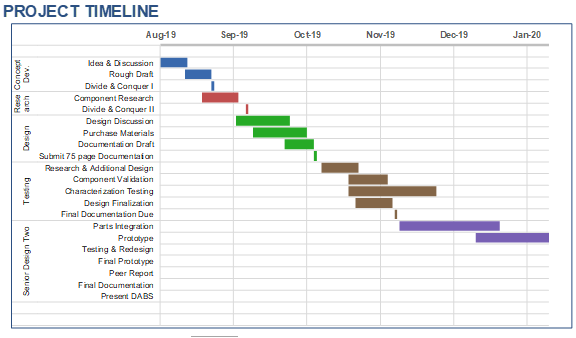 PROJECT TIMELINE
Aug-19 Sep-19 Oct-19 Nov-19 Dec-19 Jan-20
Concept Dev.
Idea & Discussion
Rough Draft
Divide & Conquer I
Rese arch
Component Research
Divide & Conquer II
Design
Design Discussion
Purchase Materials
Documentation Draft
Submit 75 page Documentation
Testing
Research & Additional Design
Component Validation
Characterization Testing
Design Finalization
Final Documentation Due
Senior Design Two
Parts Integration
Prototype
Testing & Redesign
Final Prototype
Peer Report
Final Documentation
Present DABS